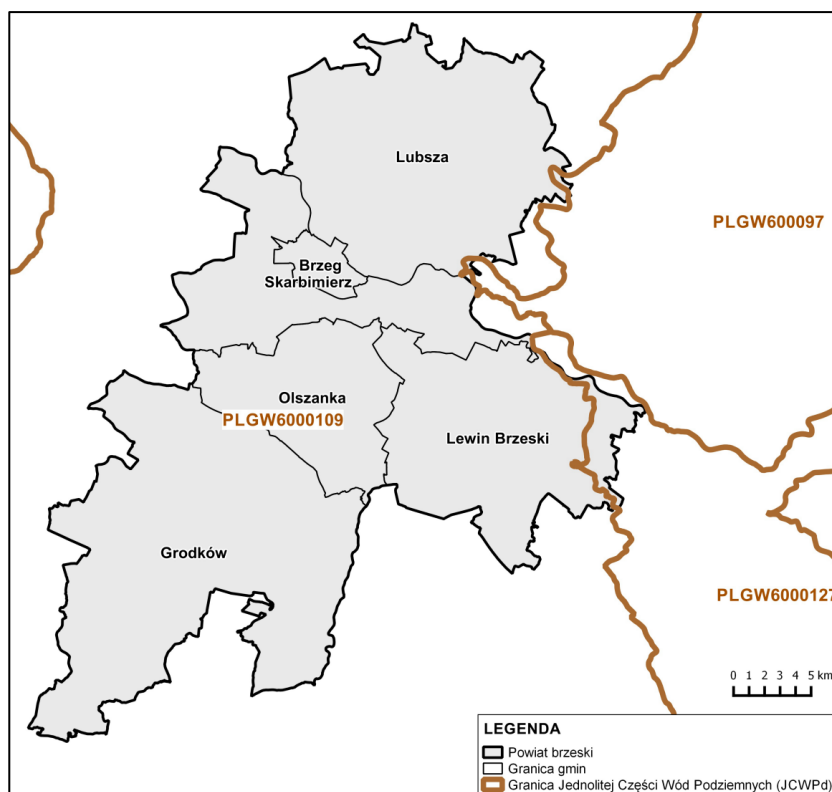 Lubsza
PLGW600097
Brzeg
Skarbimierz
Olszanka
PLGW6000109
Lewin Brzeski
Grodków
PLGW6000127
0 1 2 3 4 5 km
LEGENDA
Powiat brzeski
Granica gmin
Granica Jednolitej Części Wód Podziemnych (JCWPd)